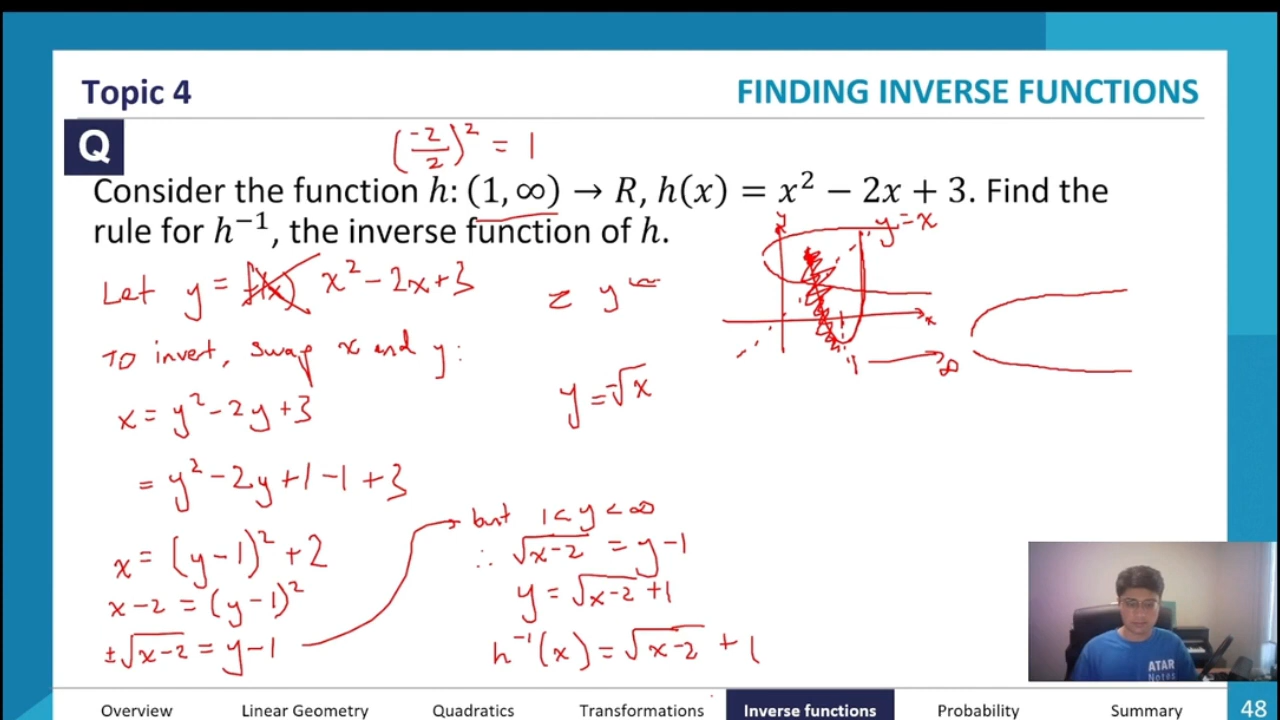 Topic 4
FINDING INVERSE FUNCTIONS
Q
(-2/2)² = 1
Consider the function h: (1, ∞) → R, h(x) = x² − 2x + 3. Find the
rule for h⁻¹, the inverse function of h.
Let y = x² − 2x + 3
To invert, swap x and y:
x = y² − 2y + 3
= y² − 2y + 1 − 1 + 3
x = (y − 1)² + 2
x − 2 = (y − 1)²
±√(x−2) = y − 1
y = -√x
but 1 < y < ∞
∴ √(x−2) = y − 1
y = √(x−2) + 1
h⁻¹(x) = √(x−2) + 1
y
y = x
x
1
∞
ATAR
Notes
Overview
Linear Geometry
Quadratics
Transformations
Inverse functions
Probability
Summary
48